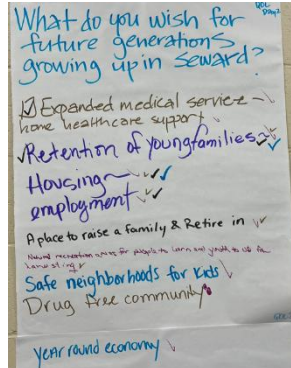 QOL
What do you wish for
future generations
growing up in Seward?
Expanded medical service -
home healthcare support
Retention of young families
Housing
employment
A place to raise a family & Retire in
Natural recreation areas for people to learn and youth to use for
harvesting
Safe neighborhoods for kids
Drug free community
year round economy